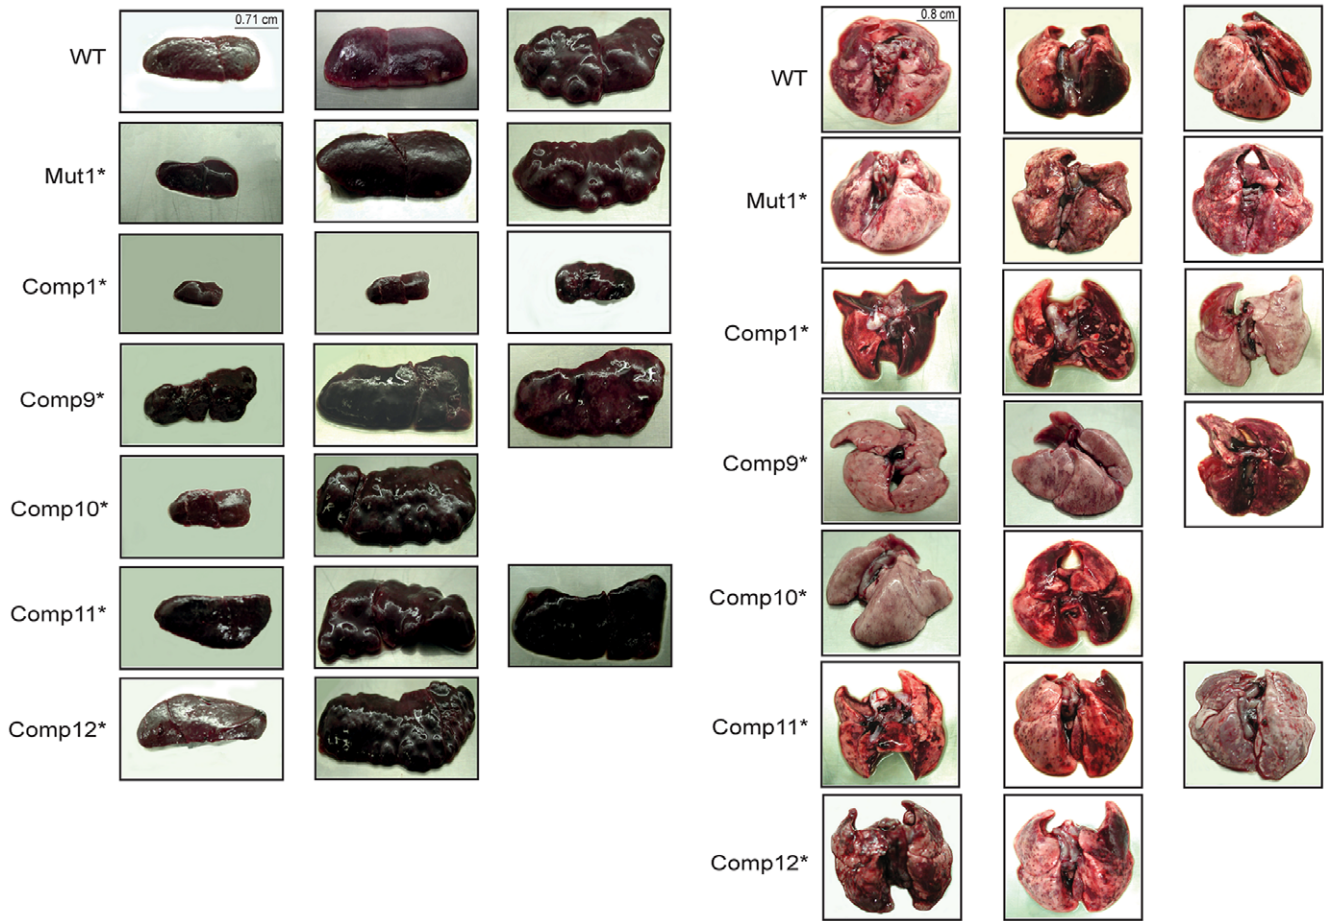 0.71 cm
WT
Mut1*
Comp1*
Comp9*
Comp10*
Comp11*
Comp12*
0.8 cm
WT
Mut1*
Comp1*
Comp9*
Comp10*
Comp11*
Comp12*